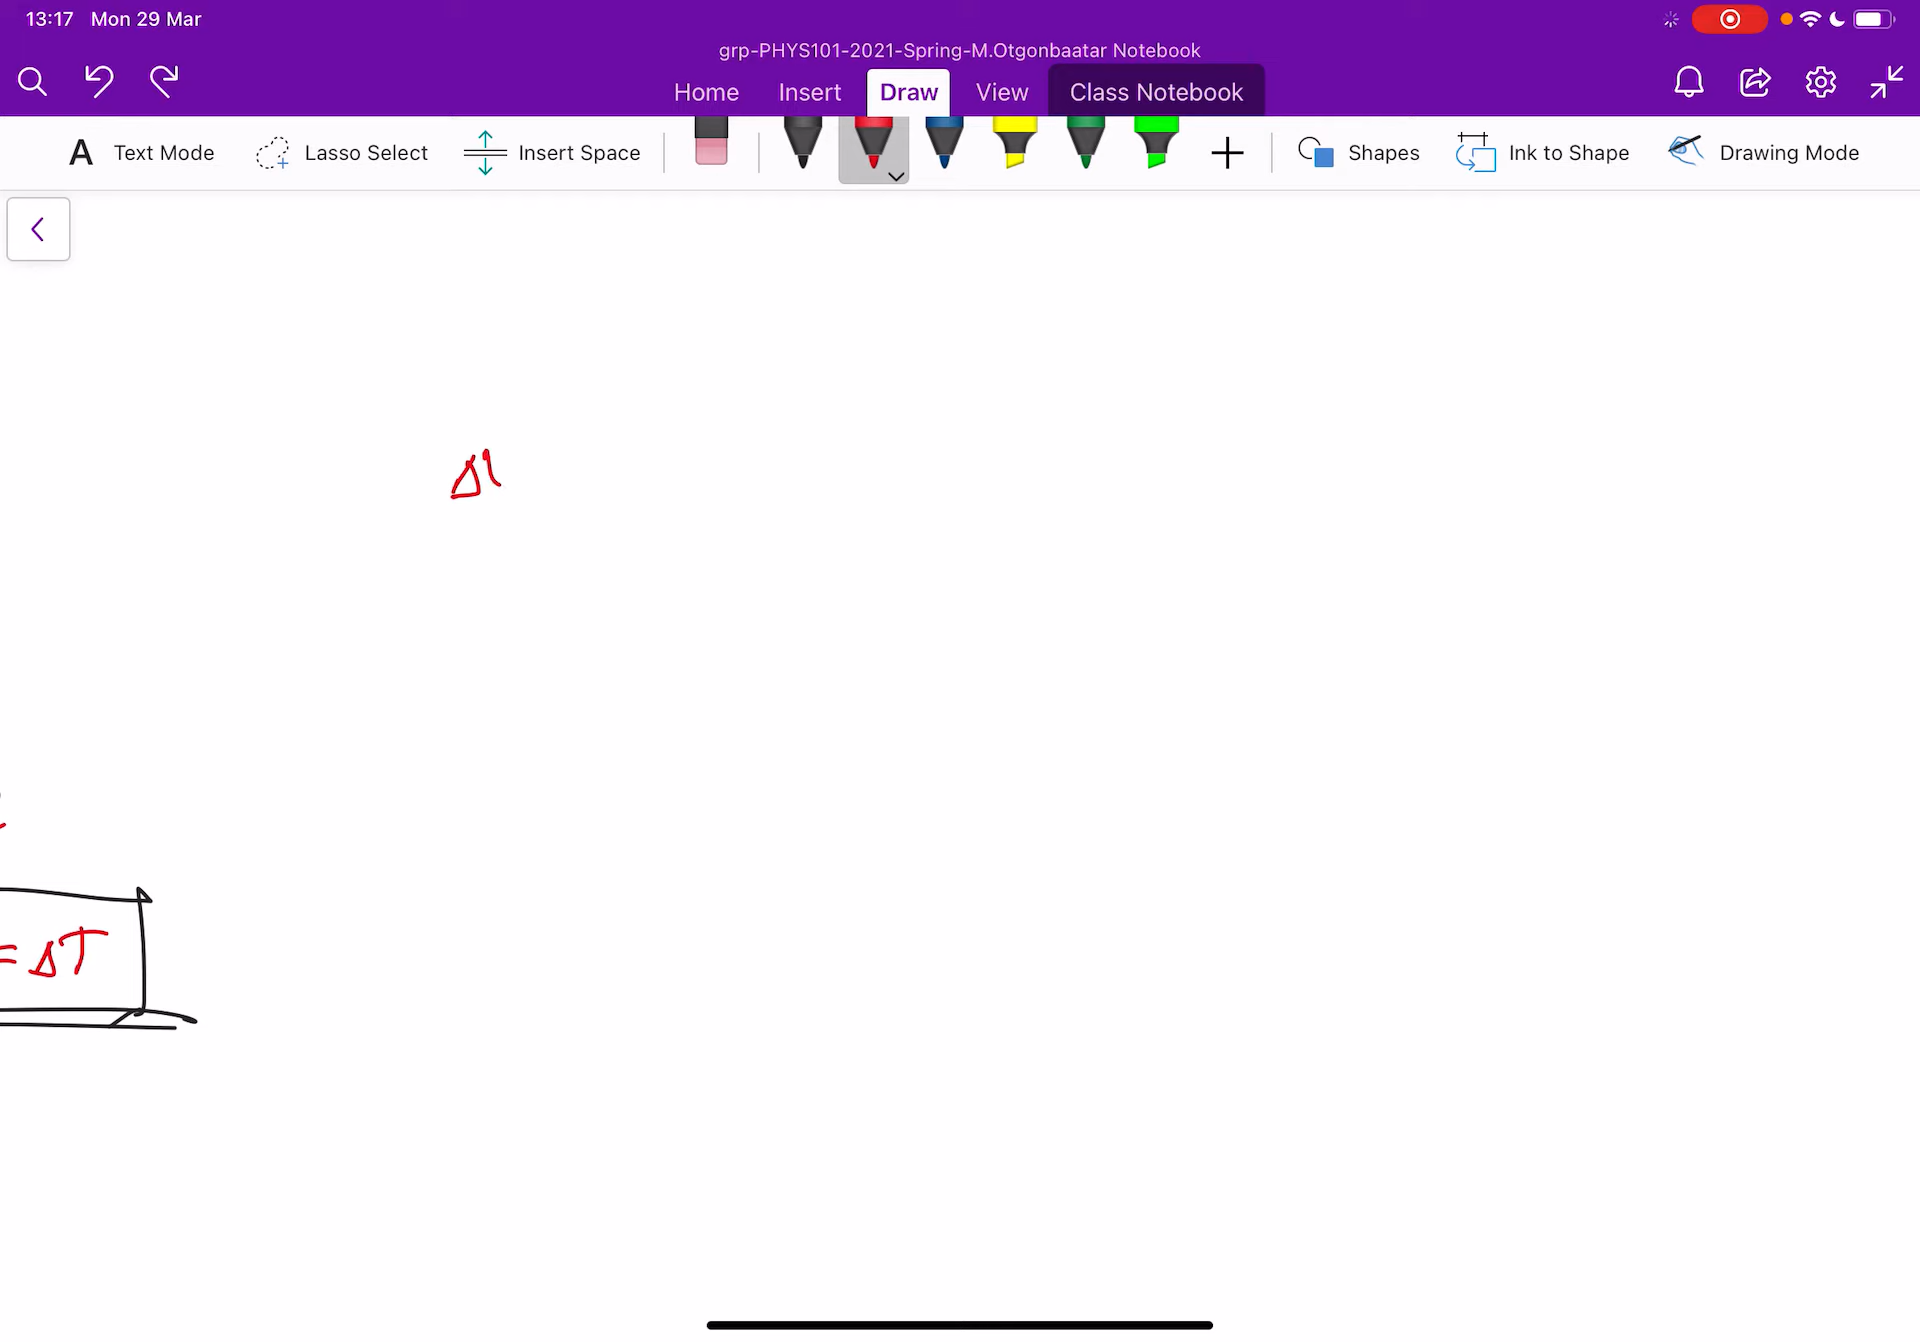 13:17 Mon 29 Mar
grp-PHYS101-2021-Spring-M.Otgonbaatar Notebook
Home Insert Draw View Class Notebook
A Text Mode Lasso Select Insert Space Shapes Ink to Shape Drawing Mode
= ΔT